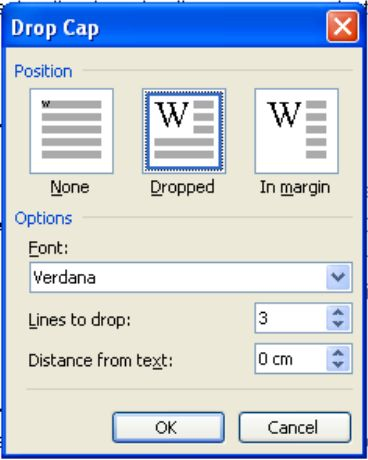 Drop Cap
Position
W W W
None Dropped In margin
Options
Font:
Verdana
Lines to drop: 3
Distance from text: 0 cm
OK Cancel